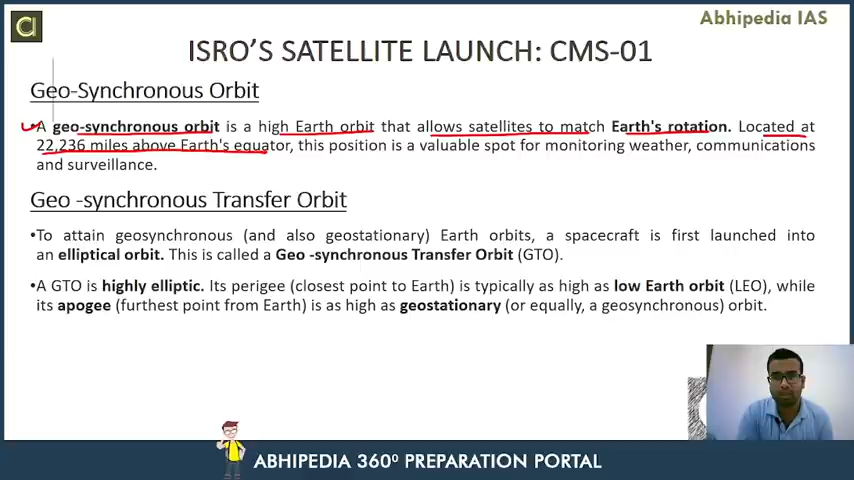 Abhipedia IAS
ISRO'S SATELLITE LAUNCH: CMS-01
Geo-Synchronous Orbit
•A geo-synchronous orbit is a high Earth orbit that allows satellites to match Earth's rotation. Located at
22,236 miles above Earth's equator, this position is a valuable spot for monitoring weather, communications
and surveillance.
Geo -synchronous Transfer Orbit
•To attain geosynchronous (and also geostationary) Earth orbits, a spacecraft is first launched into
an elliptical orbit. This is called a Geo -synchronous Transfer Orbit (GTO).
•A GTO is highly elliptic. Its perigee (closest point to Earth) is typically as high as low Earth orbit (LEO), while
its apogee (furthest point from Earth) is as high as geostationary (or equally, a geosynchronous) orbit.
ABHIPEDIA 360⁰ PREPARATION PORTAL